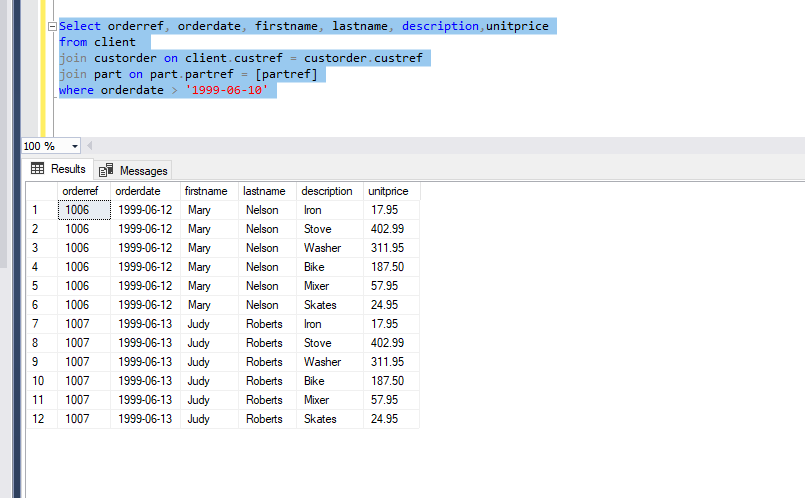 Select orderref, orderdate, firstname, lastname, description,unitprice
from client
join custorder on client.custref = custorder.custref
join part on part.partref = [partref]
where orderdate > '1999-06-10'
100 %
Results Messages
orderref orderdate firstname lastname description unitprice
1 1006 1999-06-12 Mary Nelson Iron 17.95
2 1006 1999-06-12 Mary Nelson Stove 402.99
3 1006 1999-06-12 Mary Nelson Washer 311.95
4 1006 1999-06-12 Mary Nelson Bike 187.50
5 1006 1999-06-12 Mary Nelson Mixer 57.95
6 1006 1999-06-12 Mary Nelson Skates 24.95
7 1007 1999-06-13 Judy Roberts Iron 17.95
8 1007 1999-06-13 Judy Roberts Stove 402.99
9 1007 1999-06-13 Judy Roberts Washer 311.95
10 1007 1999-06-13 Judy Roberts Bike 187.50
11 1007 1999-06-13 Judy Roberts Mixer 57.95
12 1007 1999-06-13 Judy Roberts Skates 24.95